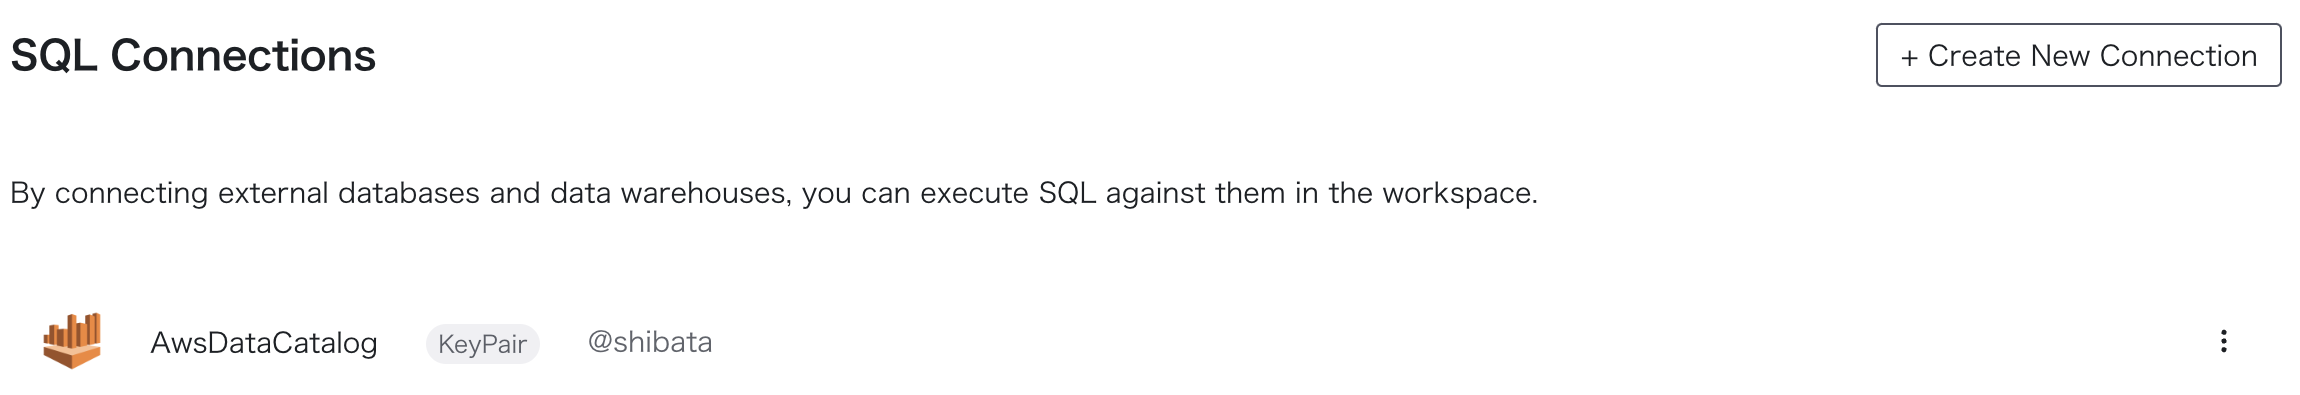 SQL Connections
+ Create New Connection
By connecting external databases and data warehouses, you can execute SQL against them in the workspace.
AwsDataCatalog KeyPair @shibata